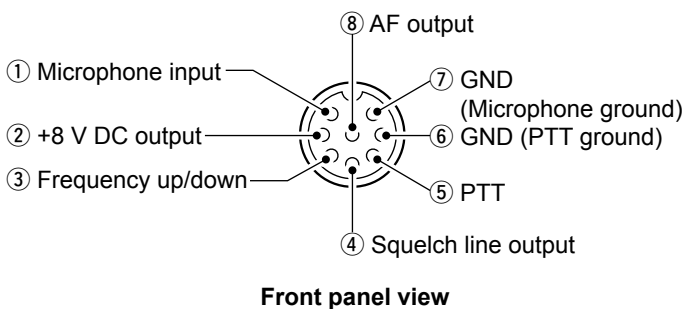 ⑧ AF output
① Microphone input
⑦ GND
(Microphone ground)
② +8 V DC output
⑥ GND (PTT ground)
③ Frequency up/down
⑤ PTT
④ Squelch line output
Front panel view